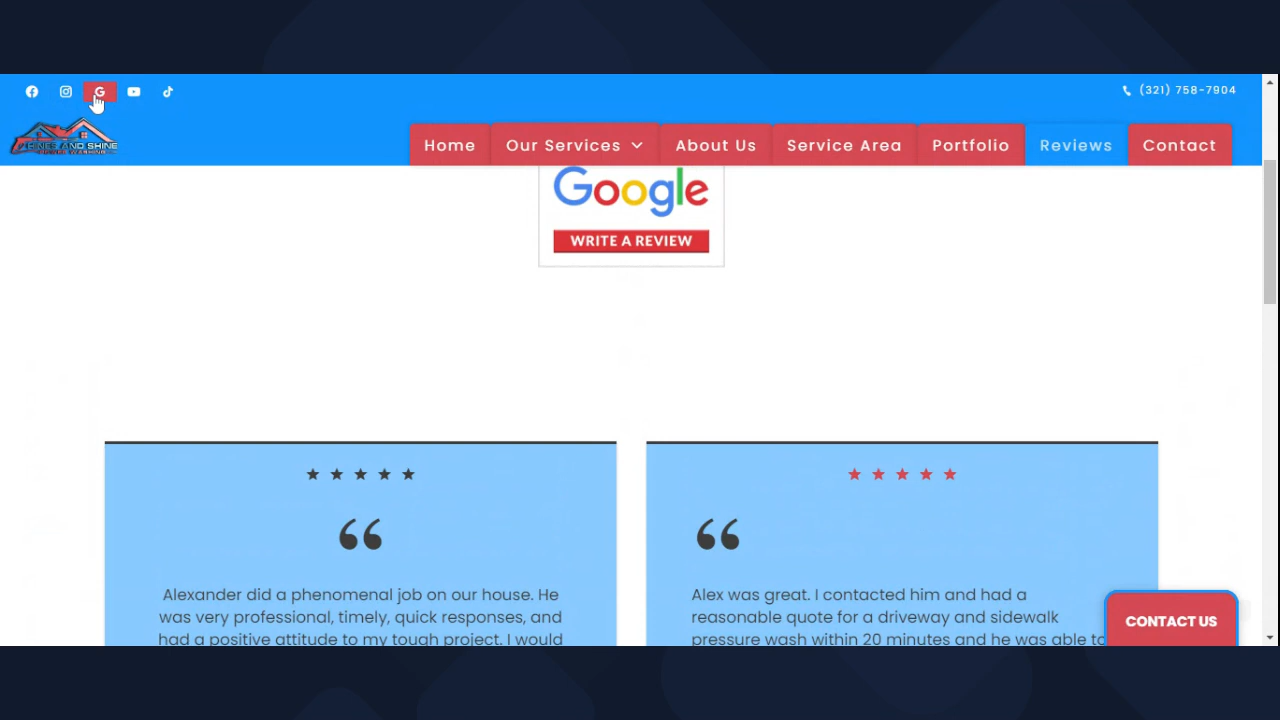 (321) 758-7904
RINSE AND SHINE
Home Our Services About Us Service Area Portfolio Reviews Contact
Google
WRITE A REVIEW
Alexander did a phenomenal job on our house. He
was very professional, timely, quick responses, and
had a positive attitude to my tough project. I would
Alex was great. I contacted him and had a
reasonable quote for a driveway and sidewalk
pressure wash within 20 minutes and he was able to
CONTACT US